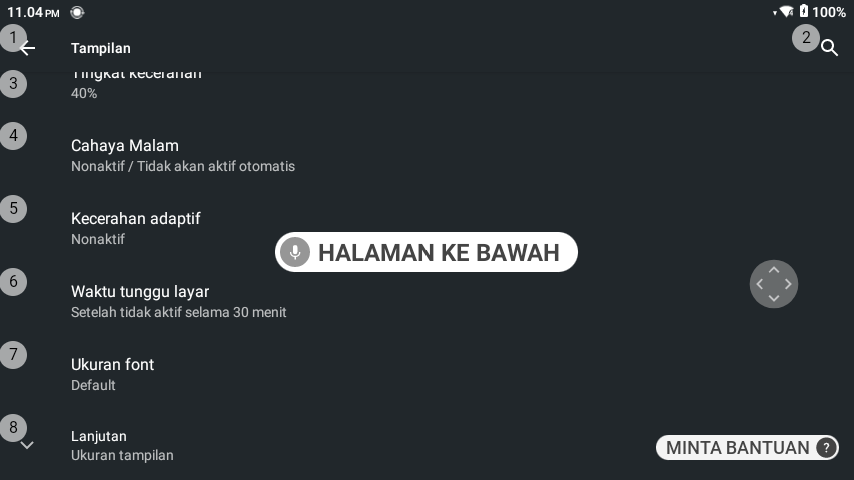 11.04 PM
100%
1
Tampilan
2
3
Tingkat kecerahan
40%
4
Cahaya Malam
Nonaktif / Tidak akan aktif otomatis
5
Kecerahan adaptif
Nonaktif
HALAMAN KE BAWAH
6
Waktu tunggu layar
Setelah tidak aktif selama 30 menit
7
Ukuran font
Default
8
Lanjutan
Ukuran tampilan
MINTA BANTUAN ?